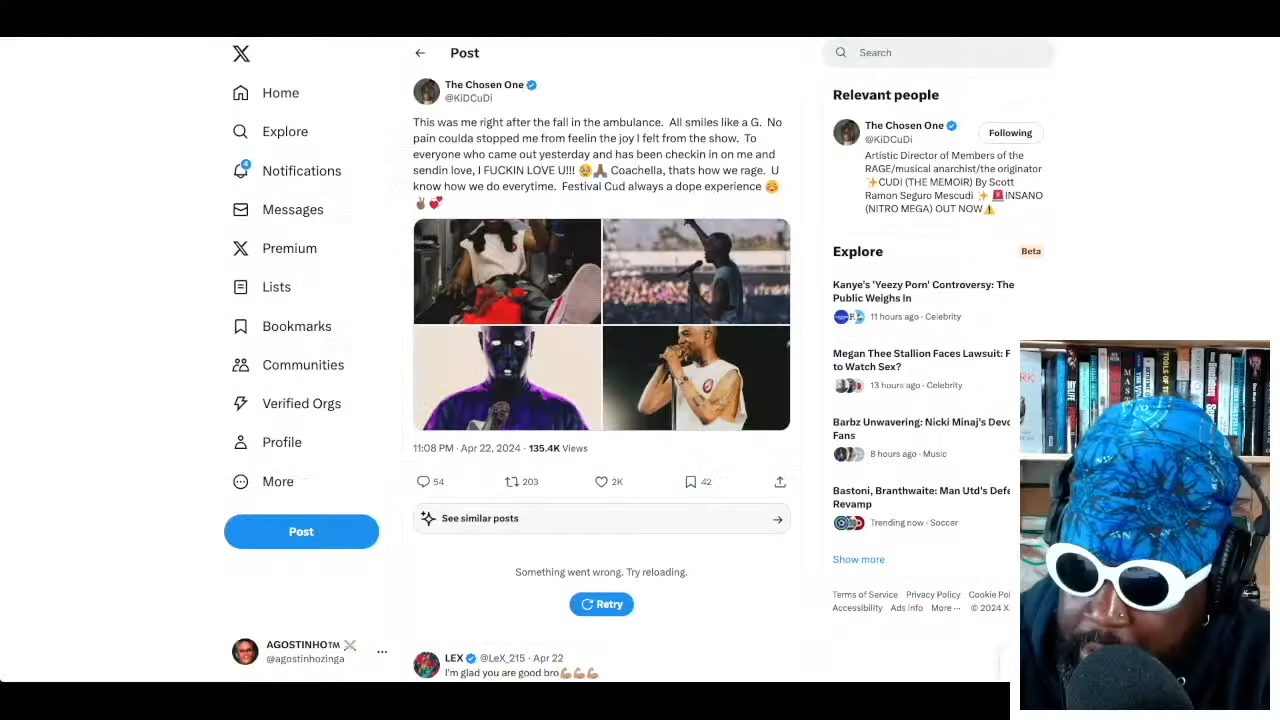 Home
Explore
4
Notifications
Messages
Premium
Lists
Bookmarks
Communities
Verified Orgs
Profile
More
Post
AGOSTINHO™
@agostinhozinga
Post
The Chosen One
@KiDCuDi
This was me right after the fall in the ambulance. All smiles like a G. No
pain coulda stopped me from feelin the joy I felt from the show. To
everyone who came out yesterday and has been checkin in on me and
sendin love, I FUCKIN LOVE U!!! 🥹🙏🏾 Coachella, thats how we rage. U
know how we do everytime. Festival Cud always a dope experience 🥰
✌🏾💞
11:08 PM · Apr 22, 2024 · 135.4K Views
54
203
2K
42
See similar posts
Something went wrong. Try reloading.
Retry
LEX @LeX_215 · Apr 22
I'm glad you are good bro💪🏽💪🏽💪🏽
Search
Relevant people
The Chosen One
@KiDCuDi
Following
Artistic Director of Members of the
RAGE/musical anarchist/the originator
✨CUDI (THE MEMOIR) By Scott
Ramon Seguro Mescudi ✨ 🚨INSANO
(NITRO MEGA) OUT NOW⚠️
Explore
Beta
Kanye's 'Yeezy Porn' Controversy: The
Public Weighs In
11 hours ago · Celebrity
Megan Thee Stallion Faces Lawsuit: F
to Watch Sex?
13 hours ago · Celebrity
Barbz Unwavering: Nicki Minaj's Devo
Fans
8 hours ago · Music
Bastoni, Branthwaite: Man Utd's Defe
Revamp
Trending now · Soccer
Show more
Terms of Service Privacy Policy Cookie Pol
Accessibility Ads info More ··· © 2024 X